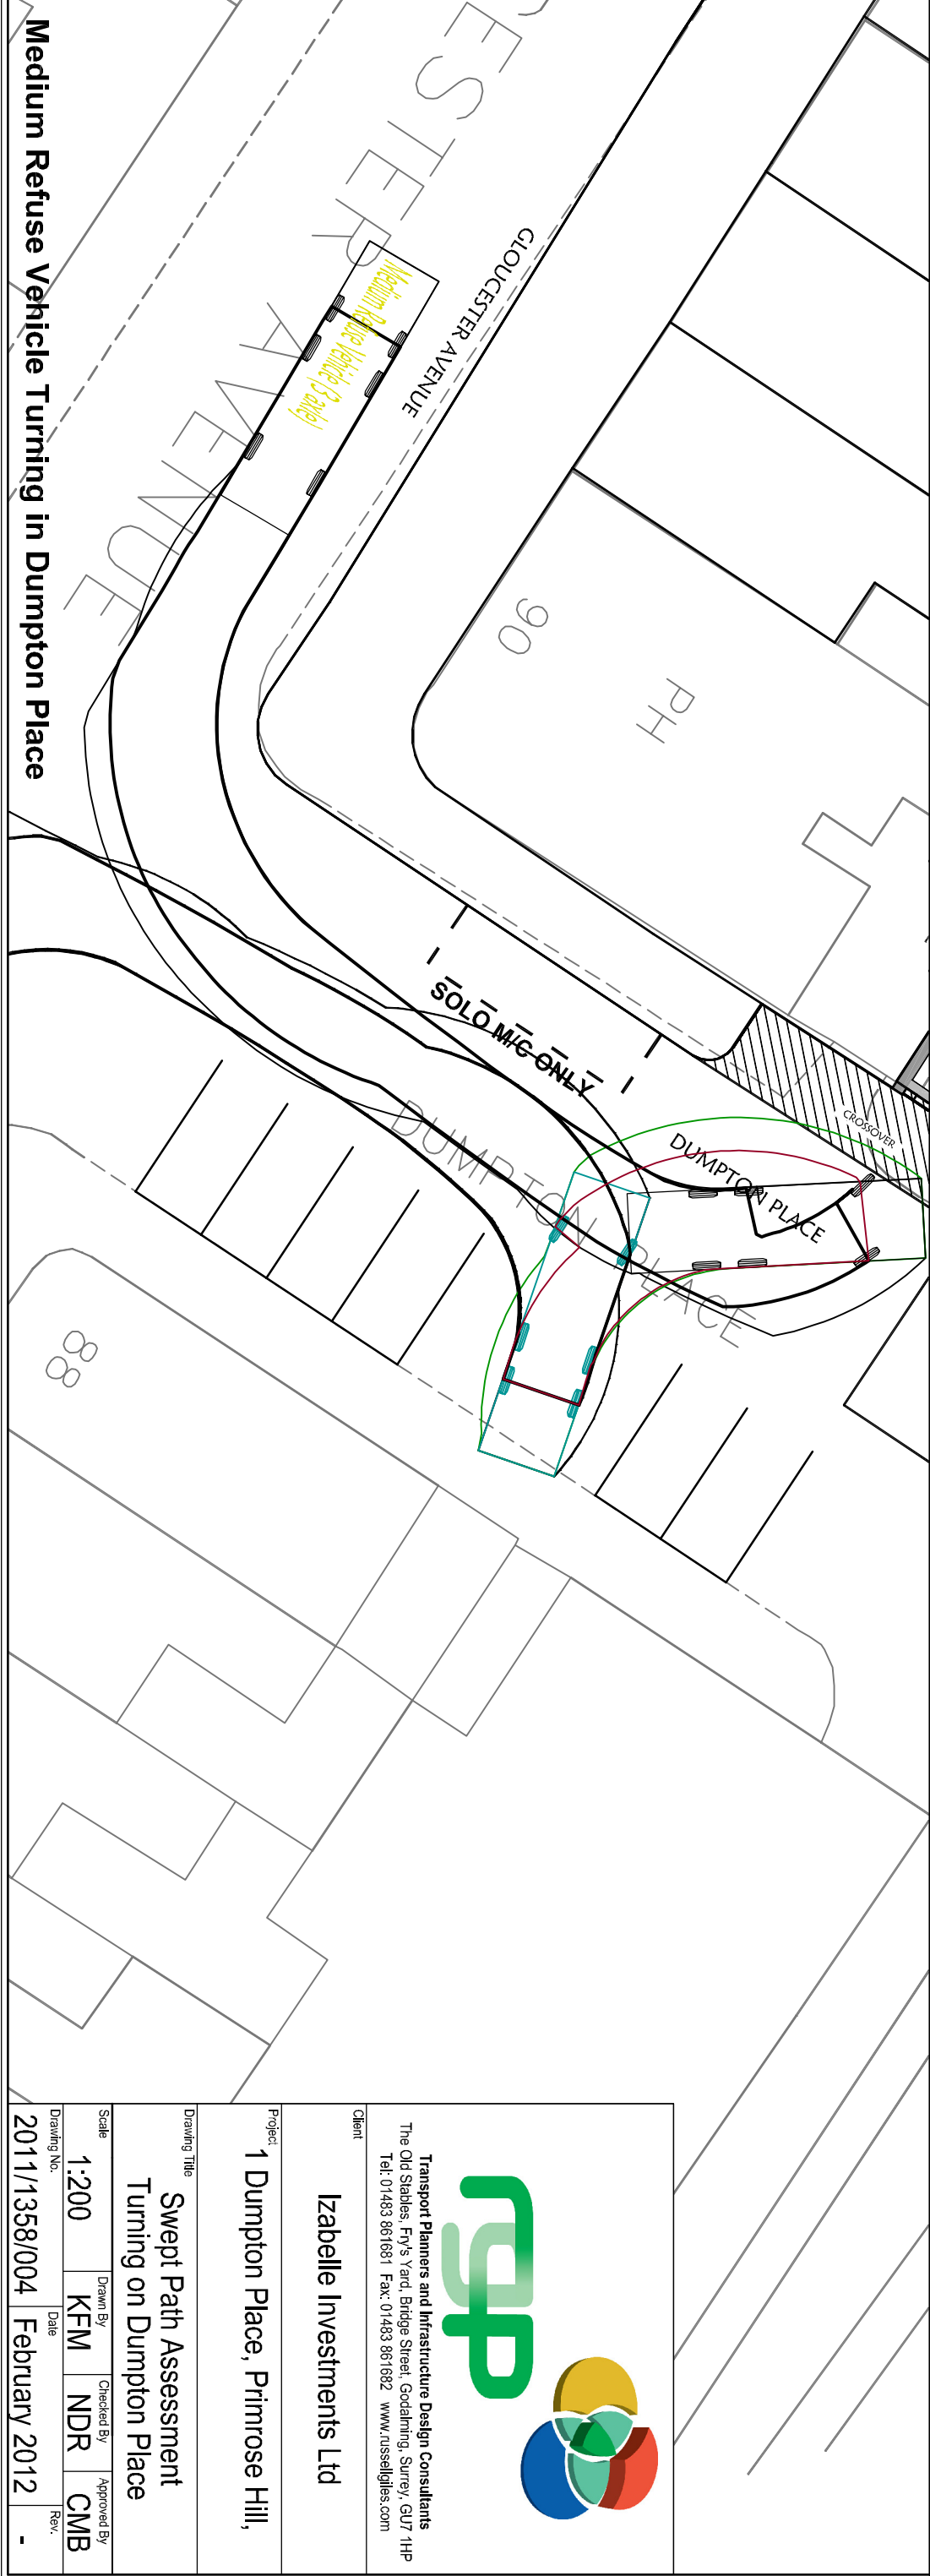 CESTER AVENUE
GLOUCESTER AVENUE
Medium Refuse Vehicle (3 axle)
90
PH
SOLO M/C ONLY
CROSSOVER
DUMPTON PLACE
DUMPTON PLACE
88
Medium Refuse Vehicle Turning in Dumpton Place
rgp
Transport Planners and Infrastructure Design Consultants
The Old Stables, Fry's Yard, Bridge Street, Godalming, Surrey, GU7 1HP
Tel: 01483 861681 Fax: 01483 861682 www.russellgiles.com
Client
Izabelle Investments Ltd
Project
1 Dumpton Place, Primrose Hill,
Drawing Title
Swept Path Assessment
Turning on Dumpton Place
Scale
1:200
Drawn By
KFM
Checked By
NDR
Approved By
CMB
Drawing No.
2011/1358/004
Date
February 2012
Rev.
-